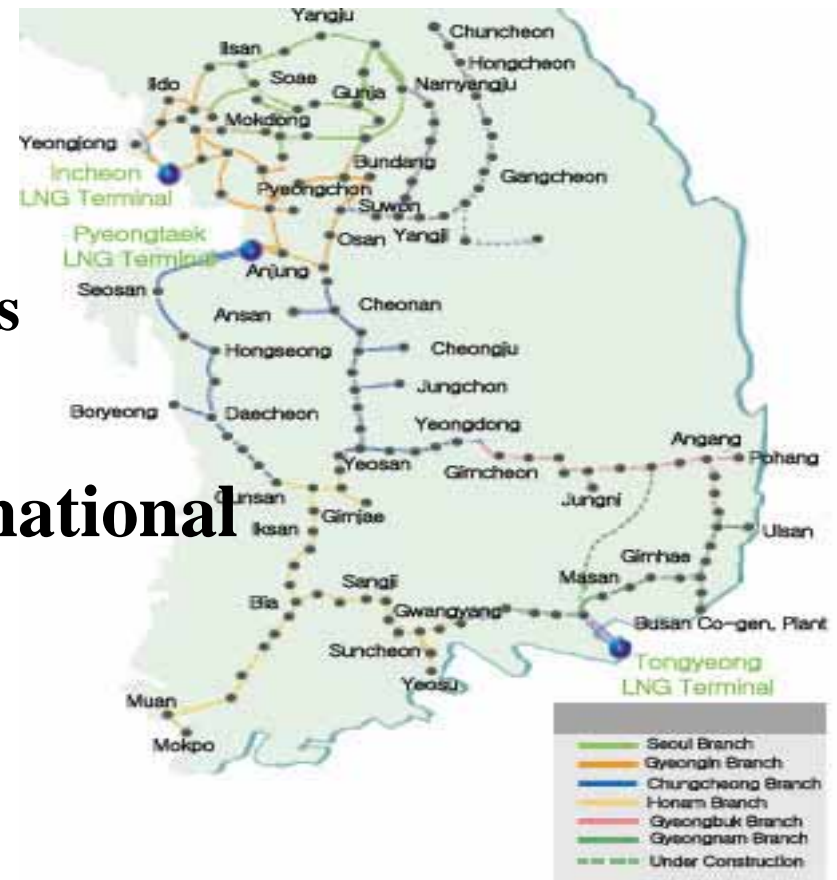 Yangju
Chuncheon
Ilsan
Hongcheon
Ildo
Soae
Gunja
Namyangju
Mokdong
Yeongjong
Bundang
Incheon
LNG Terminal
Gangcheon
Pyeongchon
Suwon
Pyeongtaek
LNG Terminal
Osan
Yangji
Anjung
Seosan
s
Ansan
Cheonan
Hongseong
Cheongju
Jungchon
Boryeong
Daecheon
Yeongdong
Angang
Pohang
Yeosan
Gimcheon
Jungni
national
Gunsan
Gimjae
Iksan
Ulsan
Gimhae
Masan
Sangji
Bia
Gwangyang
Busan Co-gen, Plant
Suncheon
Tongyeong
LNG Terminal
Yeosu
Muan
Mokpo
Seoul Branch
Gyeongin Branch
Chungcheong Branch
Honam Branch
Gyeongbuk Branch
Gyeongnam Branch
Under Construction